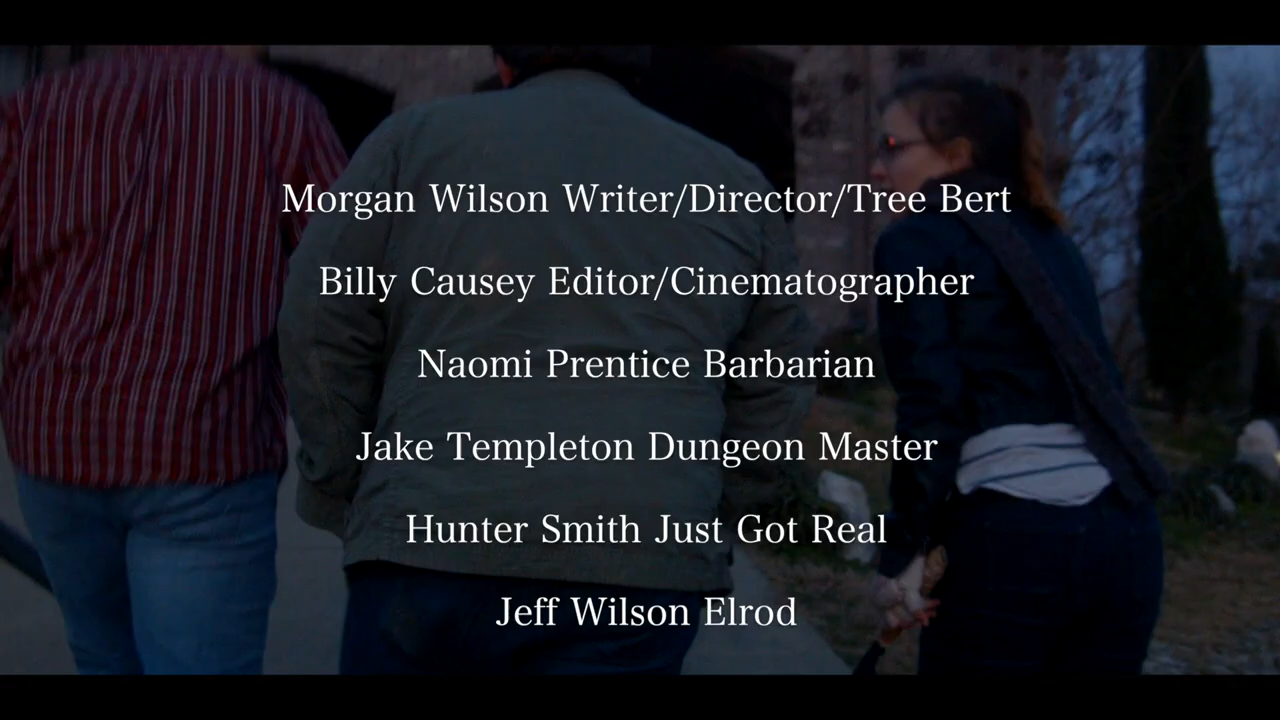 Morgan Wilson Writer/Director/Tree Bert
Billy Causey Editor/Cinematographer
Naomi Prentice Barbarian
Jake Templeton Dungeon Master
Hunter Smith Just Got Real
Jeff Wilson Elrod